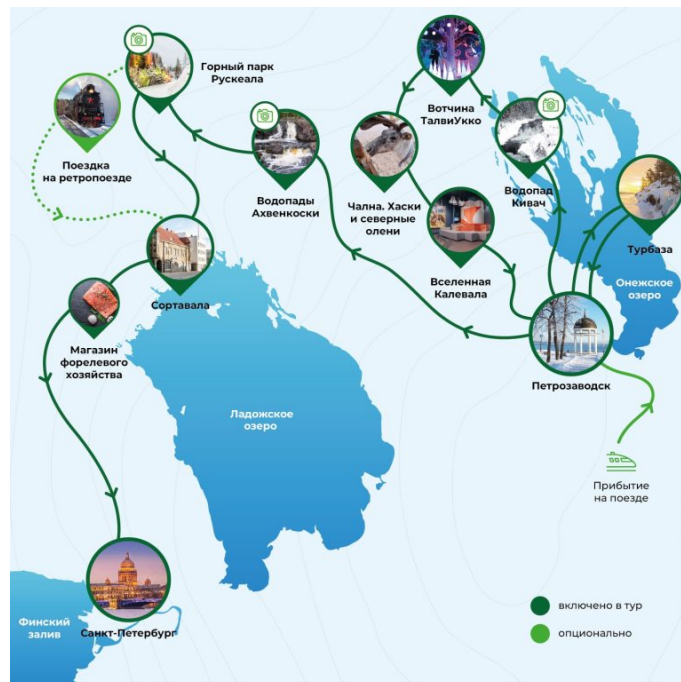 Горный парк
Рускеала
Поездка
на ретропоезде
Вотчина
ТалвиУкко
Водопады
Ахвенкоски
Чална. Хаски
и северные
олени
Водопад
Кивач
Турбаза
Вселенная
Калевала
Онежское
озеро
Сортавала
Магазин
форелевого
хозяйства
Петрозаводск
Ладожское
озеро
Прибытие
на поезде
Финский
залив
Санкт-Петербург
включено в тур
опционально